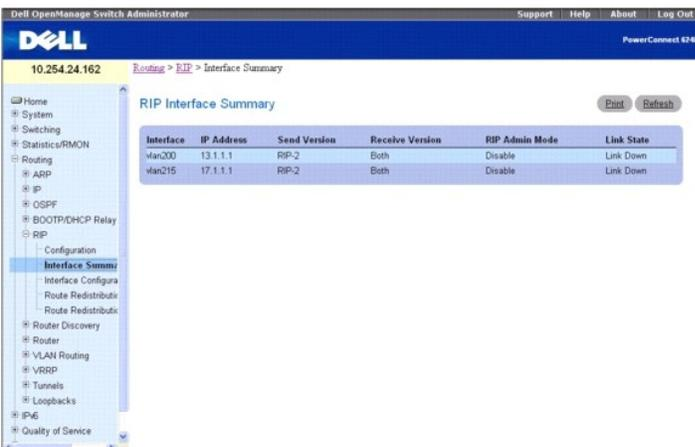 Dell OpenManage Switch Administrator
Support Help About Log Out
DELL
PowerConnect 624
10.254.24.162
Routing > RIP > Interface Summary
Home
System
Switching
Statistics/RMON
Routing
ARP
IP
OSPF
BOOTP/DHCP Relay
RIP
Configuration
Interface Summa
Interface Configura
Route Redistributio
Route Redistributio
Router Discovery
Router
VLAN Routing
VRRP
Tunnels
Loopbacks
IPv6
Quality of Service
RIP Interface Summary
Print Refresh
Interface IP Address Send Version Receive Version RIP Admin Mode Link State
vlan200 13.1.1.1 RIP-2 Both Disable Link Down
vlan215 17.1.1.1 RIP-2 Both Disable Link Down